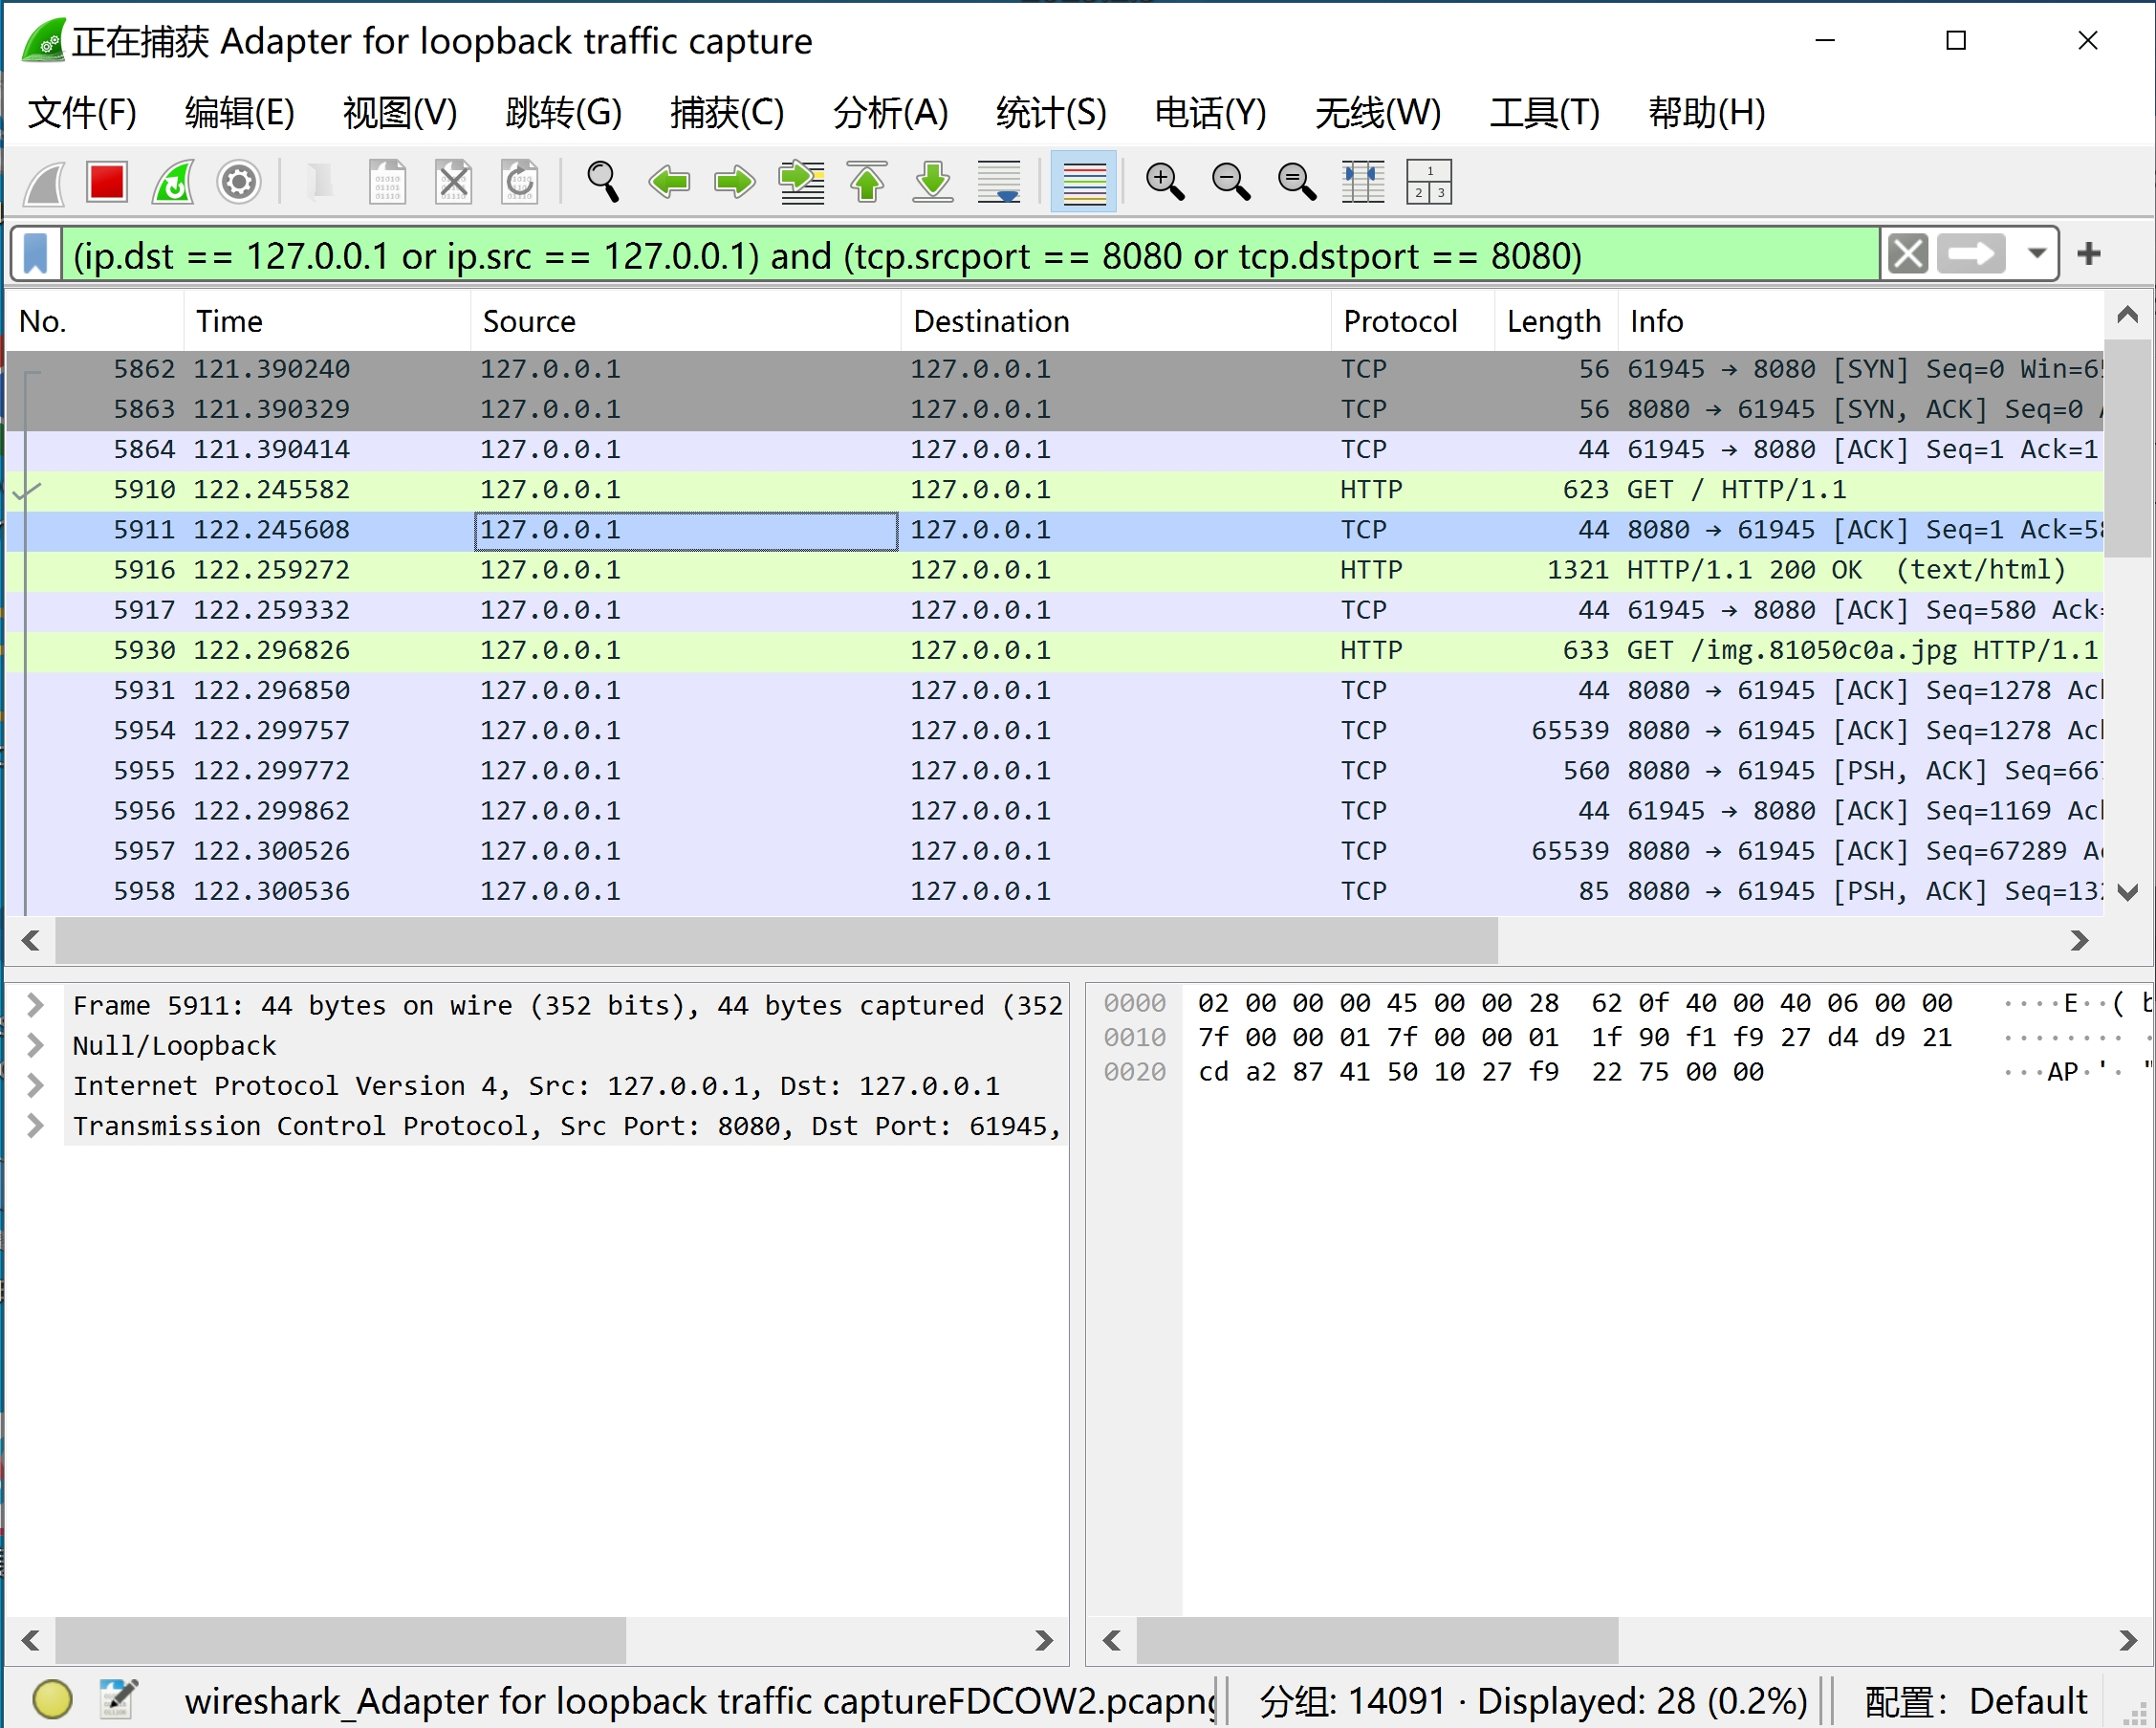 正在捕获 Adapter for loopback traffic capture
文件(F) 编辑(E) 视图(V) 跳转(G) 捕获(C) 分析(A) 统计(S) 电话(Y) 无线(W) 工具(T) 帮助(H)
(ip.dst == 127.0.0.1 or ip.src == 127.0.0.1) and (tcp.srcport == 8080 or tcp.dstport == 8080)
No. Time Source Destination Protocol Length Info
5862 121.390240 127.0.0.1 127.0.0.1 TCP 56 61945 → 8080 [SYN] Seq=0 Win=65
5863 121.390329 127.0.0.1 127.0.0.1 TCP 56 8080 → 61945 [SYN, ACK] Seq=0
5864 121.390414 127.0.0.1 127.0.0.1 TCP 44 61945 → 8080 [ACK] Seq=1 Ack=1
5910 122.245582 127.0.0.1 127.0.0.1 HTTP 623 GET / HTTP/1.1
5911 122.245608 127.0.0.1 127.0.0.1 TCP 44 8080 → 61945 [ACK] Seq=1 Ack=58
5916 122.259272 127.0.0.1 127.0.0.1 HTTP 1321 HTTP/1.1 200 OK (text/html)
5917 122.259332 127.0.0.1 127.0.0.1 TCP 44 61945 → 8080 [ACK] Seq=580 Ack=
5930 122.296826 127.0.0.1 127.0.0.1 HTTP 633 GET /img.81050c0a.jpg HTTP/1.1
5931 122.296850 127.0.0.1 127.0.0.1 TCP 44 8080 → 61945 [ACK] Seq=1278 Ac
5954 122.299757 127.0.0.1 127.0.0.1 TCP 65539 8080 → 61945 [ACK] Seq=1278 Ac
5955 122.299772 127.0.0.1 127.0.0.1 TCP 560 8080 → 61945 [PSH, ACK] Seq=667
5956 122.299862 127.0.0.1 127.0.0.1 TCP 44 61945 → 8080 [ACK] Seq=1169 Ac
5957 122.300526 127.0.0.1 127.0.0.1 TCP 65539 8080 → 61945 [ACK] Seq=67289 A
5958 122.300536 127.0.0.1 127.0.0.1 TCP 85 8080 → 61945 [PSH, ACK] Seq=132
Frame 5911: 44 bytes on wire (352 bits), 44 bytes captured (352
Null/Loopback
Internet Protocol Version 4, Src: 127.0.0.1, Dst: 127.0.0.1
Transmission Control Protocol, Src Port: 8080, Dst Port: 61945,
0000 02 00 00 00 45 00 00 28 62 0f 40 00 40 06 00 00 ····E··( b
0010 7f 00 00 01 7f 00 00 01 1f 90 f1 f9 27 d4 d9 21 ········ ·
0020 cd a2 87 41 50 10 27 f9 22 75 00 00 ···AP·'· "
wireshark_Adapter for loopback traffic captureFDCOW2.pcapng 分组: 14091 · Displayed: 28 (0.2%) 配置: Default